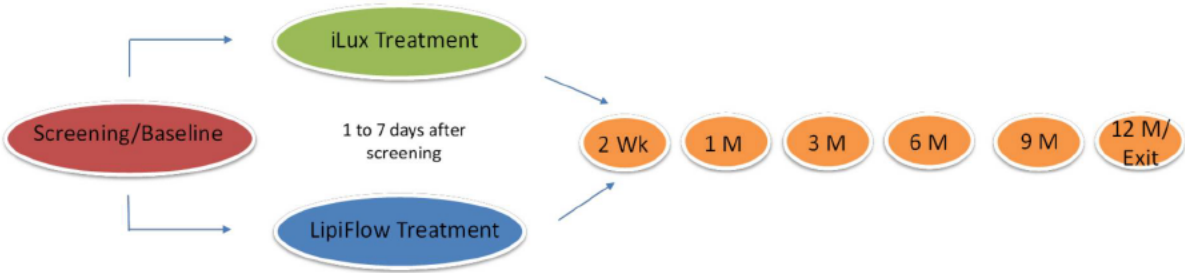 iLux Treatment
Screening/Baseline
1 to 7 days after
screening
2 Wk
1 M
3 M
6 M
9 M
12 M/
Exit
LipiFlow Treatment